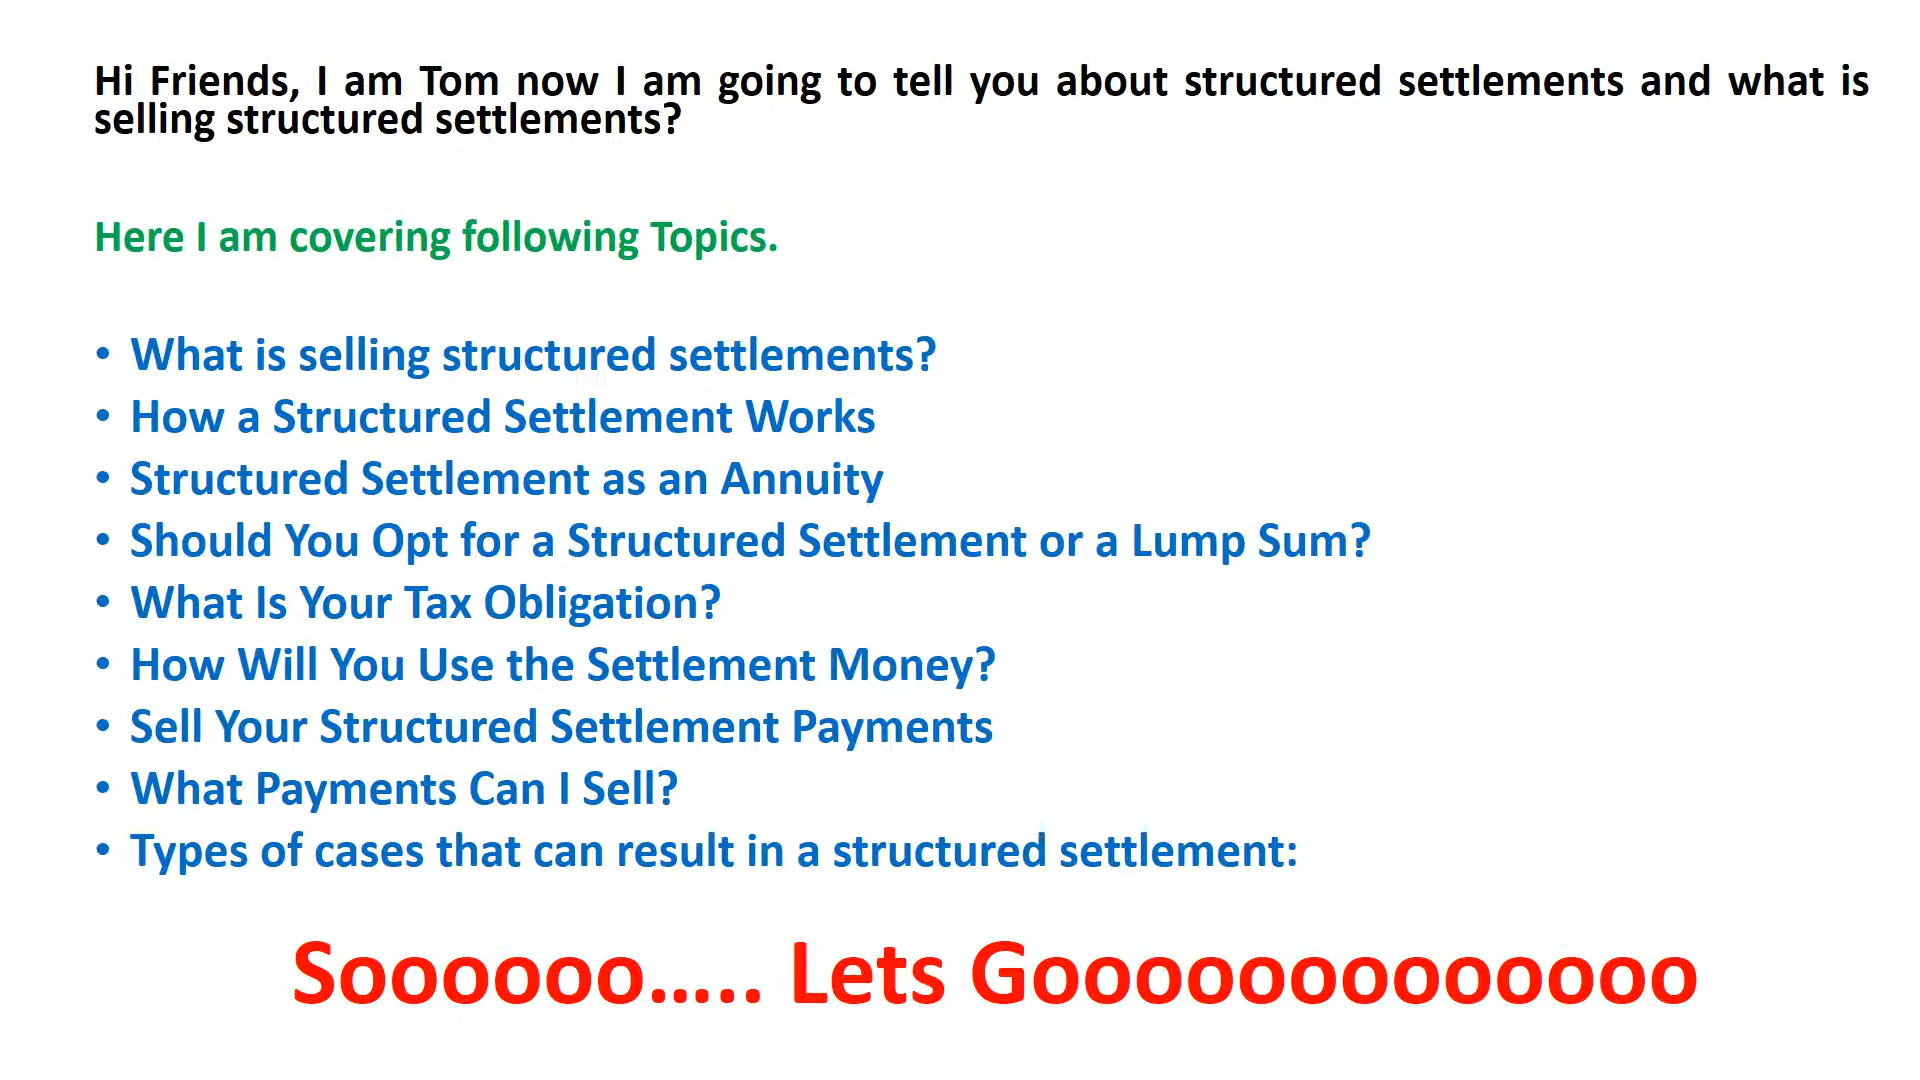 Hi Friends, I am Tom now I am going to tell you about structured settlements and what is
selling structured settlements?
Here I am covering following Topics.
• What is selling structured settlements?
• How a Structured Settlement Works
• Structured Settlement as an Annuity
• Should You Opt for a Structured Settlement or a Lump Sum?
• What Is Your Tax Obligation?
• How Will You Use the Settlement Money?
• Sell Your Structured Settlement Payments
• What Payments Can I Sell?
• Types of cases that can result in a structured settlement:
Soooooo….. Lets Gooooooooooooo